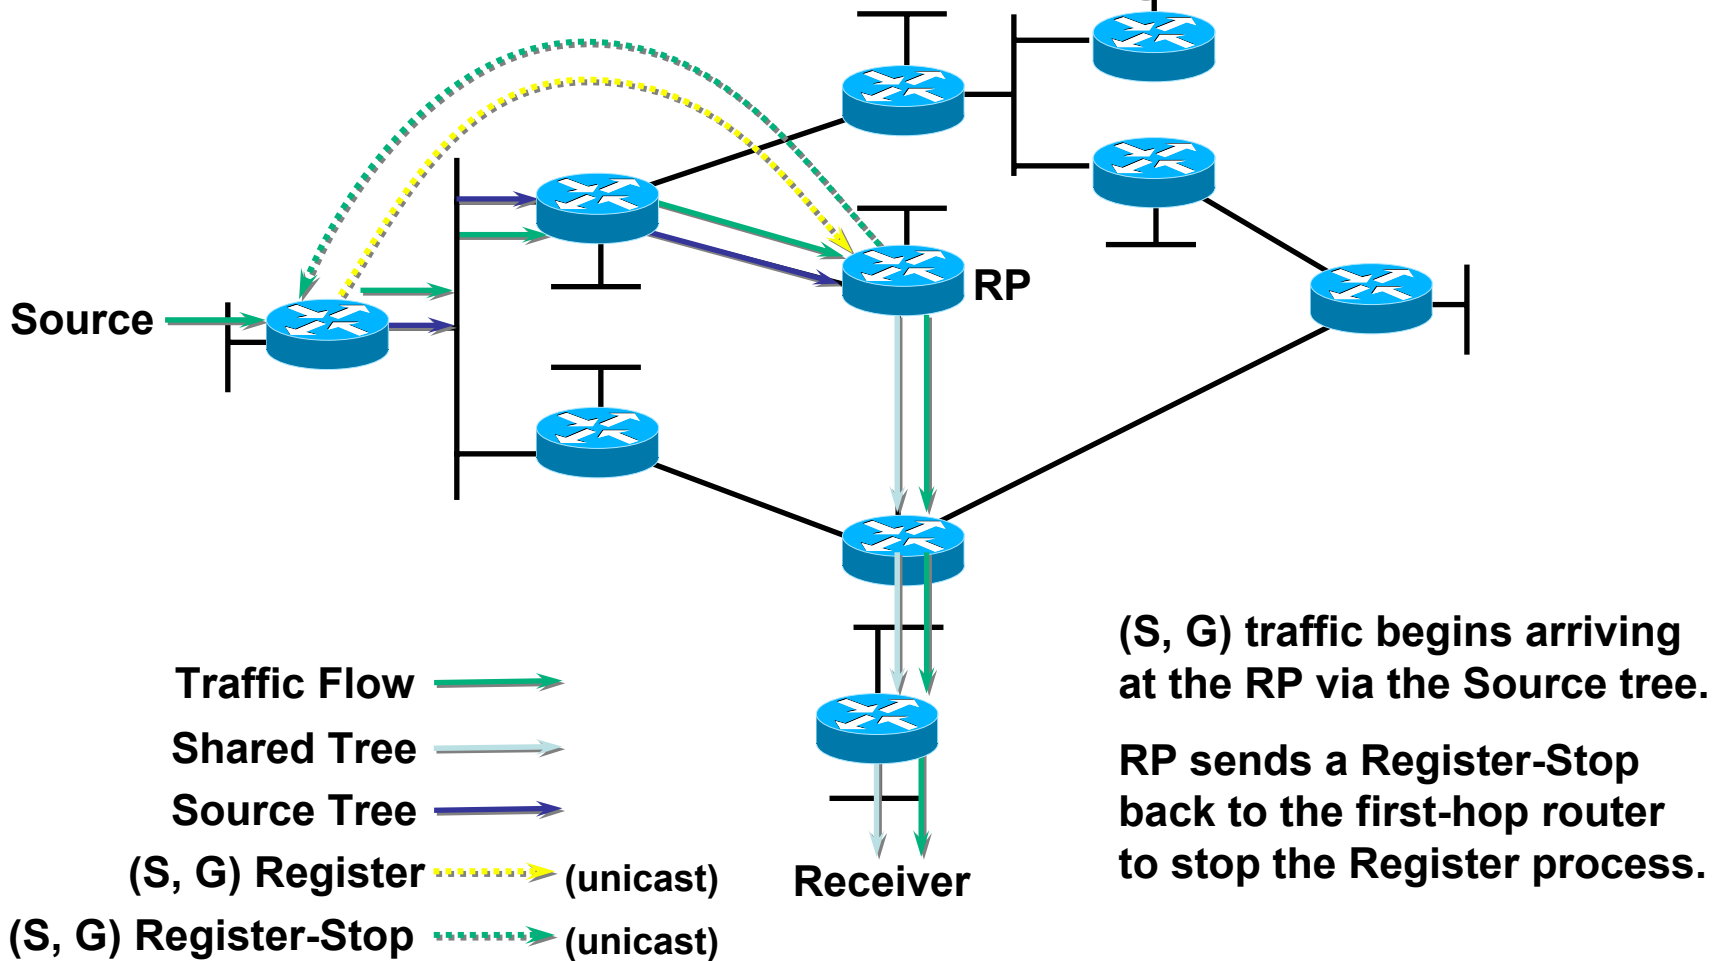 RP
Source
Traffic Flow
Shared Tree
Source Tree
(S, G) Register
(unicast)
(S, G) Register-Stop
(unicast)
Receiver
(S, G) traffic begins arriving
at the RP via the Source tree.
RP sends a Register-Stop
back to the first-hop router
to stop the Register process.